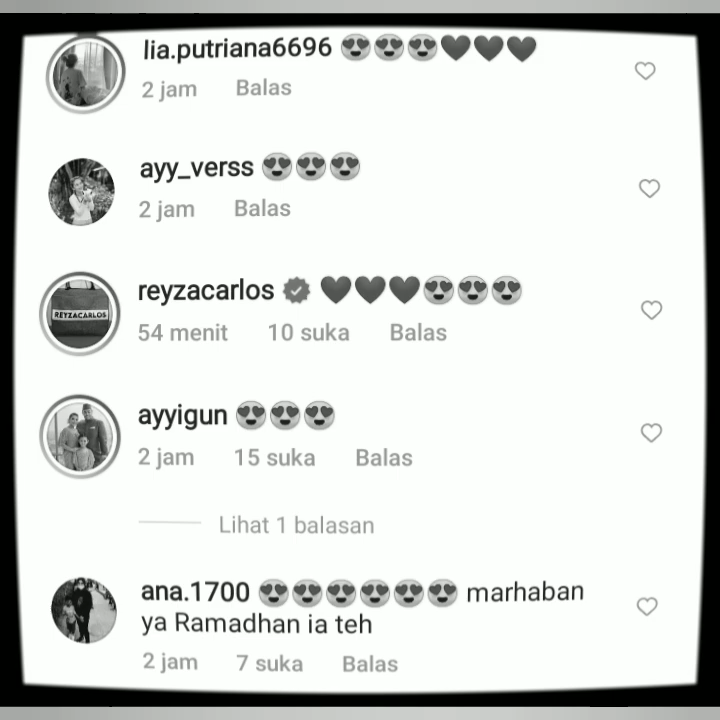 lia.putriana6696 😍😍😍🖤🖤🖤
2 jam Balas
ayy_verss 😍😍😍
2 jam Balas
reyzacarlos 🖤🖤🖤😍😍😍
REYZACARLOS
54 menit 10 suka Balas
ayyigun 😍😍😍
2 jam 15 suka Balas
Lihat 1 balasan
ana.1700 😍😍😍😍😍😍 marhaban
ya Ramadhan ia teh
2 jam 7 suka Balas